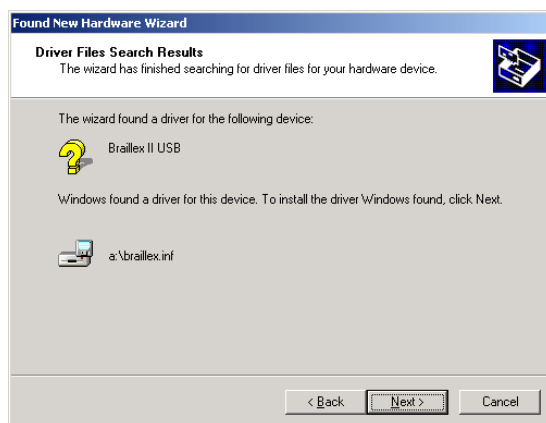 Found New Hardware Wizard
Driver Files Search Results
The wizard has finished searching for driver files for your hardware device.
The wizard found a driver for the following device:
Braillex II USB
Windows found a driver for this device. To install the driver Windows found, click Next.
a:\braillex.inf
< Back
Next >
Cancel